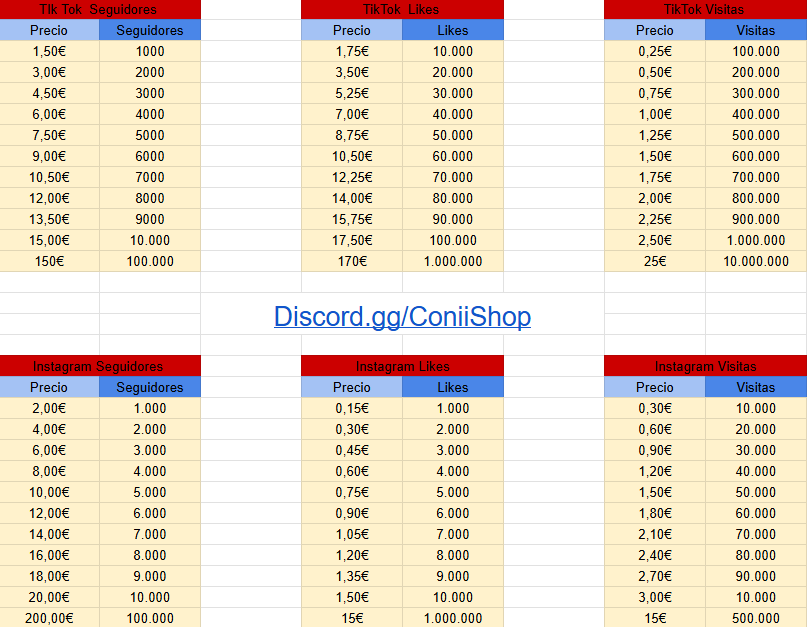 Tik Tok Seguidores TikTok Likes TikTok Visitas
Precio Seguidores Precio Likes Precio Visitas
1,50€ 1000 1,75€ 10.000 0,25€ 100.000
3,00€ 2000 3,50€ 20.000 0,50€ 200.000
4,50€ 3000 5,25€ 30.000 0,75€ 300.000
6,00€ 4000 7,00€ 40.000 1,00€ 400.000
7,50€ 5000 8,75€ 50.000 1,25€ 500.000
9,00€ 6000 10,50€ 60.000 1,50€ 600.000
10,50€ 7000 12,25€ 70.000 1,75€ 700.000
12,00€ 8000 14,00€ 80.000 2,00€ 800.000
13,50€ 9000 15,75€ 90.000 2,25€ 900.000
15,00€ 10.000 17,50€ 100.000 2,50€ 1.000.000
150€ 100.000 170€ 1.000.000 25€ 10.000.000
Discord.gg/ConiiShop
Instagram Seguidores Instagram Likes Instagram Visitas
Precio Seguidores Precio Likes Precio Visitas
2,00€ 1.000 0,15€ 1.000 0,30€ 10.000
4,00€ 2.000 0,30€ 2.000 0,60€ 20.000
6,00€ 3.000 0,45€ 3.000 0,90€ 30.000
8,00€ 4.000 0,60€ 4.000 1,20€ 40.000
10,00€ 5.000 0,75€ 5.000 1,50€ 50.000
12,00€ 6.000 0,90€ 6.000 1,80€ 60.000
14,00€ 7.000 1,05€ 7.000 2,10€ 70.000
16,00€ 8.000 1,20€ 8.000 2,40€ 80.000
18,00€ 9.000 1,35€ 9.000 2,70€ 90.000
20,00€ 10.000 1,50€ 10.000 3,00€ 10.000
200,00€ 100.000 15€ 1.000.000 15€ 500.000